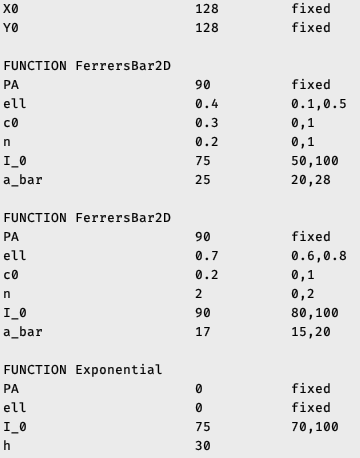 X0 128 fixed
Y0 128 fixed
FUNCTION FerrersBar2D
PA 90 fixed
ell 0.4 0.1,0.5
c0 0.3 0,1
n 0.2 0,1
I_0 75 50,100
a_bar 25 20,28
FUNCTION FerrersBar2D
PA 90 fixed
ell 0.7 0.6,0.8
c0 0.2 0,1
n 2 0,2
I_0 90 80,100
a_bar 17 15,20
FUNCTION Exponential
PA 0 fixed
ell 0 fixed
I_0 75 70,100
h 30